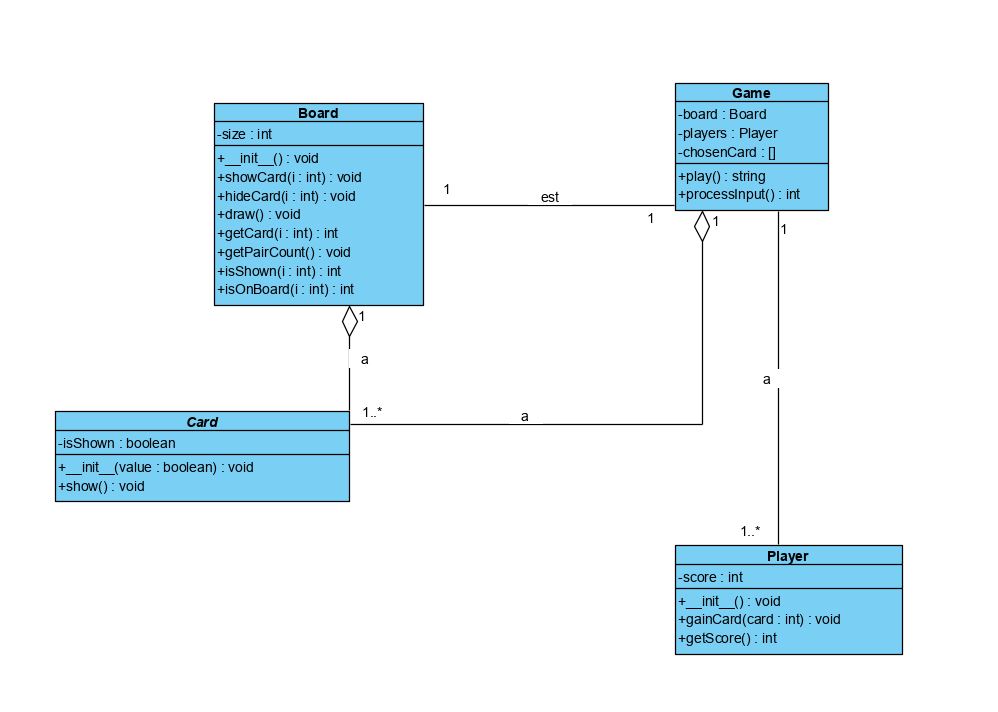 Board
-size : int
+__init__() : void
+showCard(i : int) : void
+hideCard(i : int) : void
+draw() : void
+getCard(i : int) : int
+getPairCount() : void
+isShown(i : int) : int
+isOnBoard(i : int) : int
Game
-board : Board
-players : Player
-chosenCard : []
+play() : string
+processInput() : int
1
est
1
1
1
1
a
a
1..*
a
Card
-isShown : boolean
+__init__(value : boolean) : void
+show() : void
1..*
Player
-score : int
+__init__() : void
+gainCard(card : int) : void
+getScore() : int